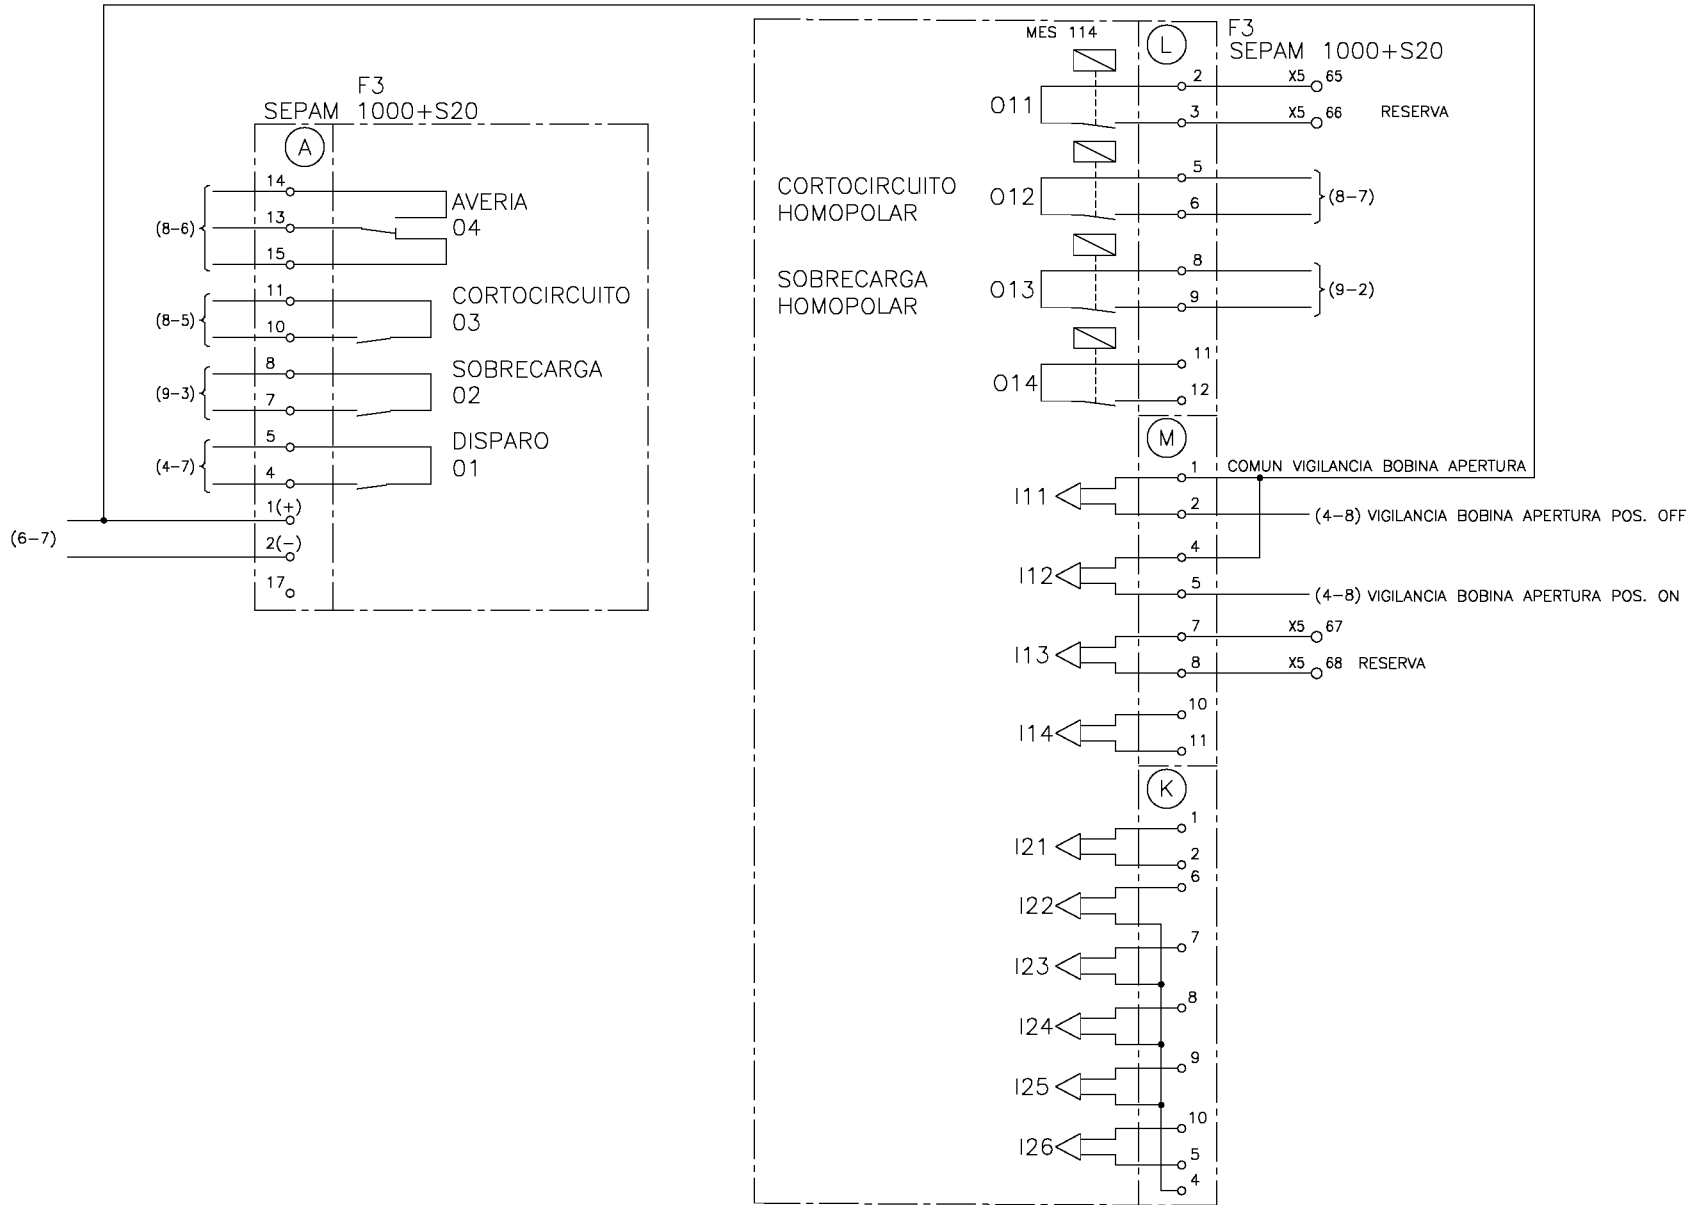 F3
SEPAM 1000+S20
A
14
13
15
(8-6)
AVERIA
04
11
10
(8-5)
CORTOCIRCUITO
03
8
7
(9-3)
SOBRECARGA
02
5
4
(4-7)
DISPARO
01
1(+)
2(-)
(6-7)
17
MES 114
L
F3
SEPAM 1000+S20
O11
2
X5 65
3
X5 66 RESERVA
CORTOCIRCUITO
HOMOPOLAR
O12
5
6
(8-7)
SOBRECARGA
HOMOPOLAR
O13
8
9
(9-2)
O14
11
12
M
I11
1
COMUN VIGILANCIA BOBINA APERTURA
2
(4-8) VIGILANCIA BOBINA APERTURA POS. OFF
I12
4
5
(4-8) VIGILANCIA BOBINA APERTURA POS. ON
I13
7
X5 67
8
X5 68 RESERVA
I14
10
11
K
I21
1
2
I22
6
I23
7
I24
8
I25
9
I26
10
5
4